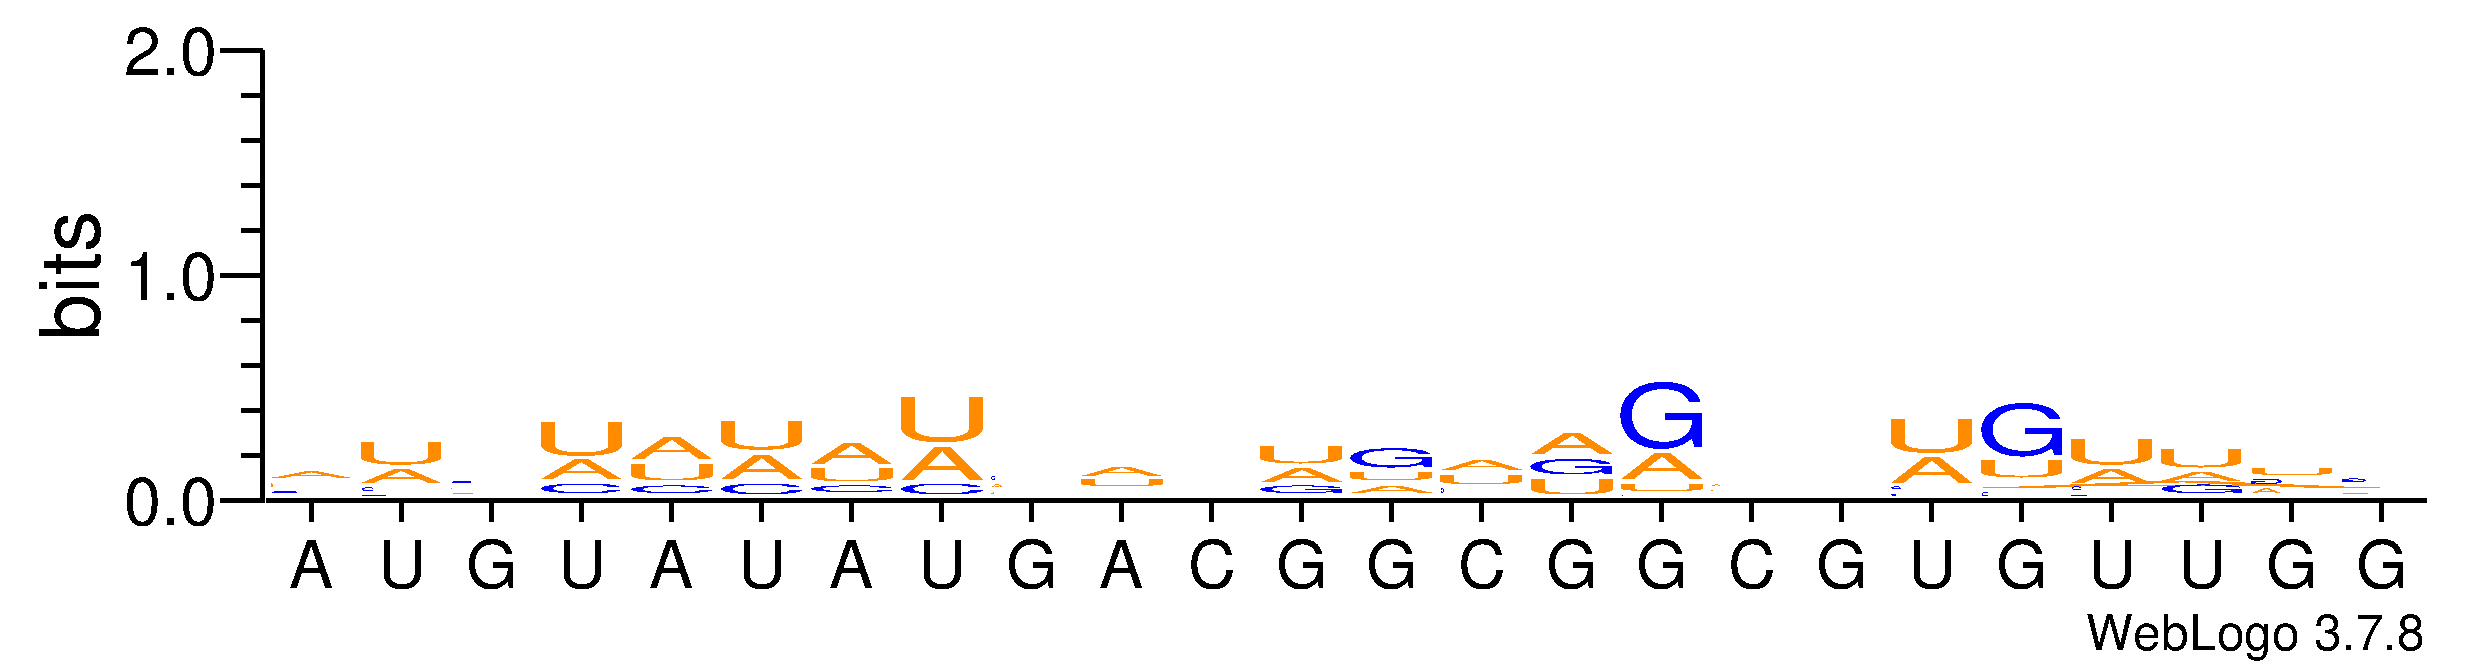 bits
2.0
1.0
0.0
A U G U A U A U G A C G G C G G C G U G U U G G
WebLogo 3.7.8